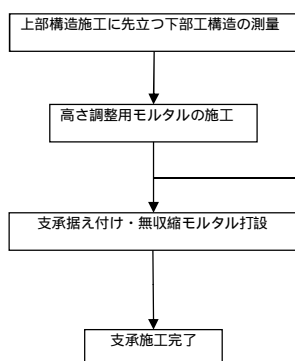 上部構造施工に先立つ下部工構造の測量
高さ調整用モルタルの施工
支承据え付け・無収縮モルタル打設
支承施工完了